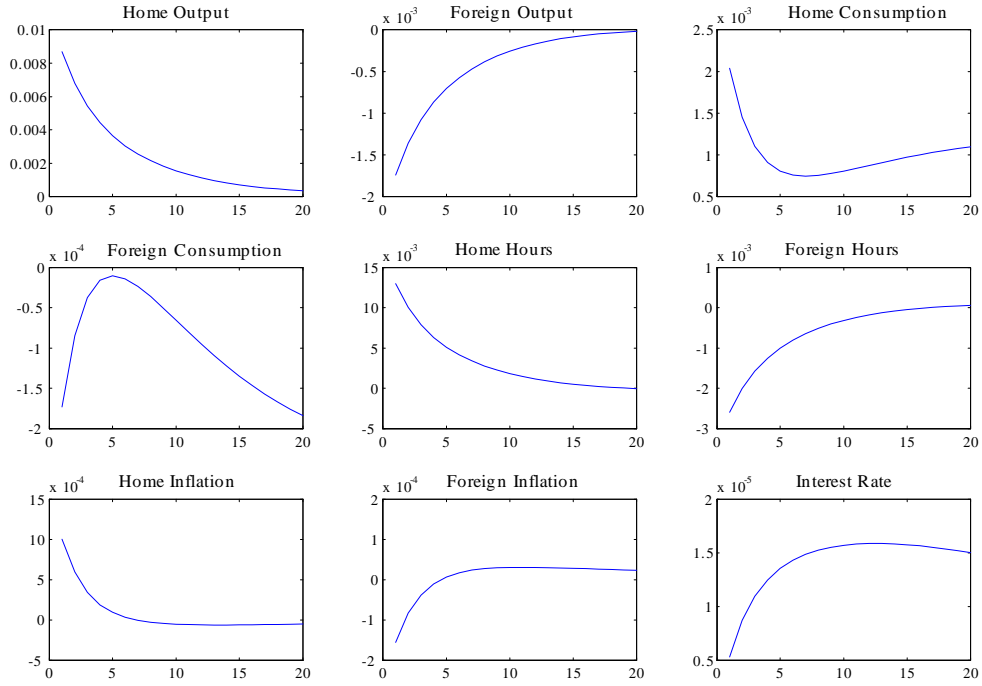 Home Output
0.01
0.008
0.006
0.004
0.002
0
0 5 10 15 20
Foreign Output
x 10-3
0
-0.5
-1
-1.5
-2
0 5 10 15 20
Home Consumption
x 10-3
2.5
2
1.5
1
0.5
0 5 10 15 20
Foreign Consumption
x 10-4
0
-0.5
-1
-1.5
-2
0 5 10 15 20
Home Hours
x 10-3
15
10
5
0
-5
0 5 10 15 20
Foreign Hours
x 10-3
1
0
-1
-2
-3
0 5 10 15 20
Home Inflation
x 10-4
15
10
5
0
-5
0 5 10 15 20
Foreign Inflation
x 10-4
2
1
0
-1
-2
0 5 10 15 20
Interest Rate
x 10-5
2
1.5
1
0.5
0 5 10 15 20